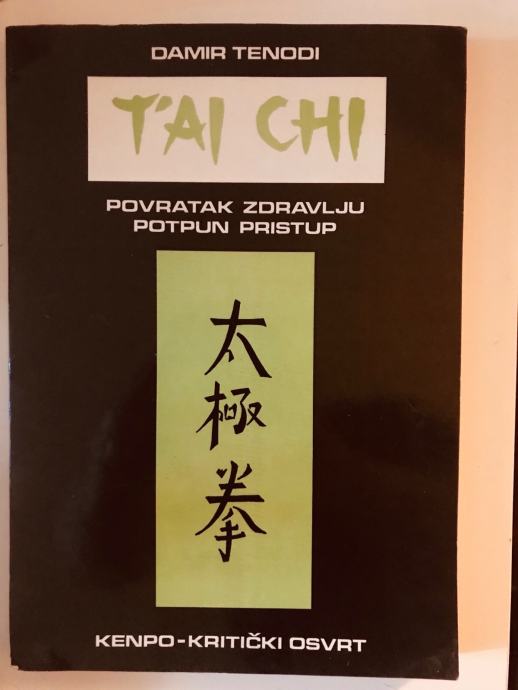 DAMIR TENODI
T'AI CHI
POVRATAK ZDRAVLJU
POTPUN PRISTUP
太極拳
KENPO-KRITIČKI OSVRT